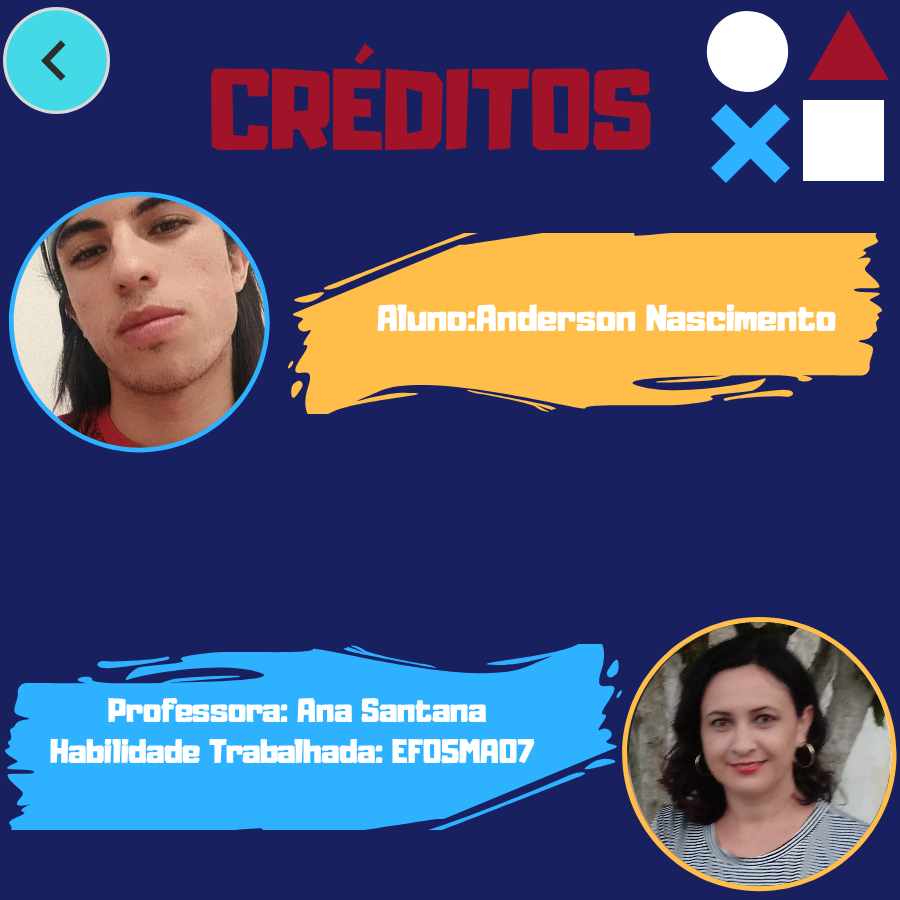 CRÉDITOS
Aluno:Anderson Nascimento
Professora: Ana Santana
Habilidade Trabalhada: EF05MA07